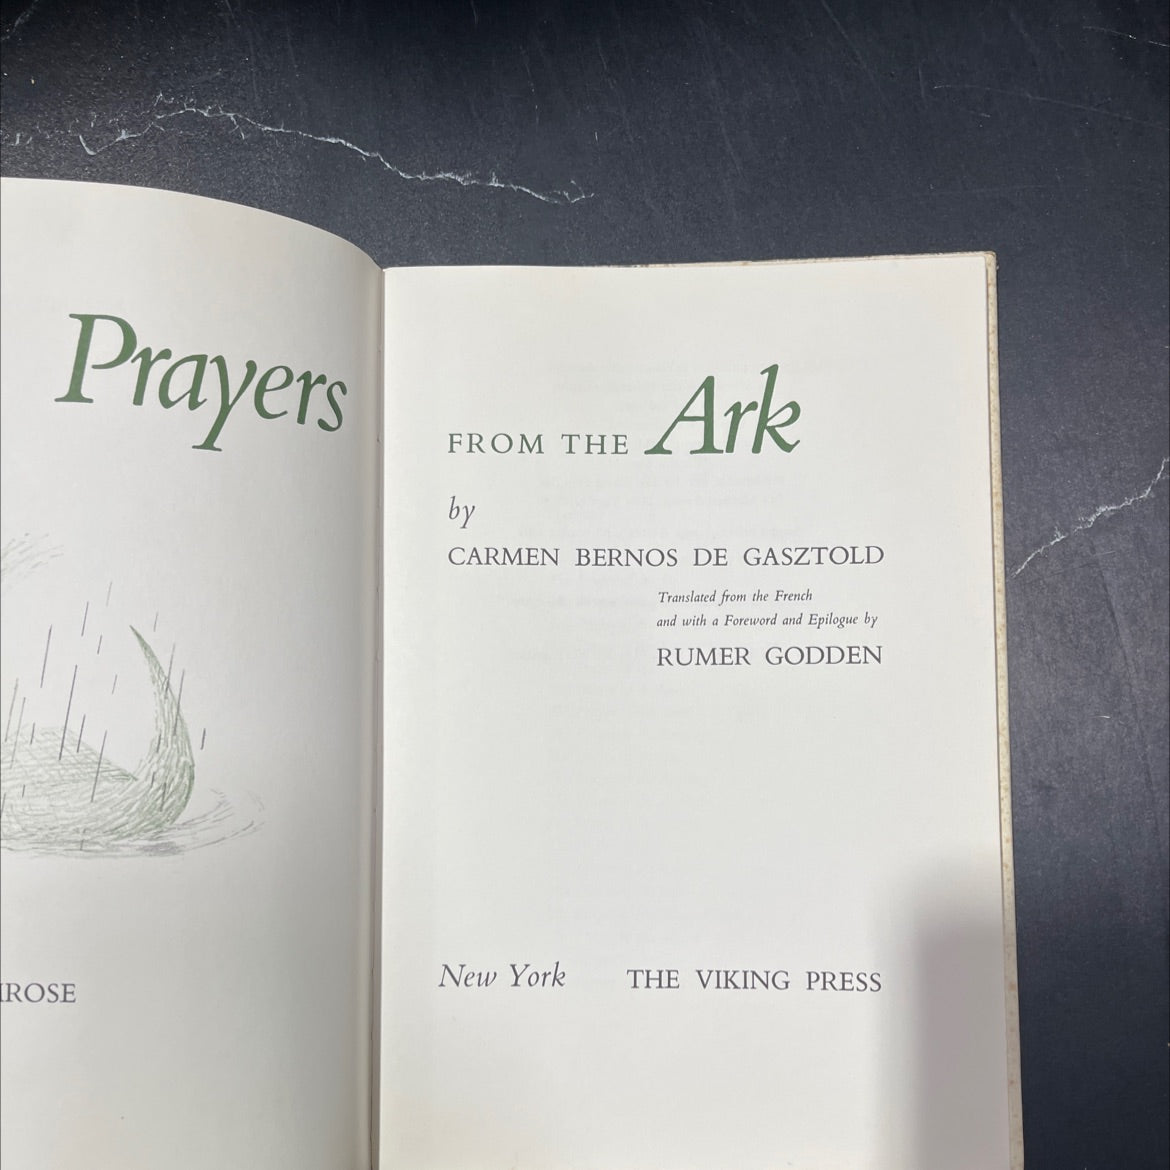 Prayers
FROM THE Ark
by
CARMEN BERNOS DE GASZTOLD
Translated from the French
and with a Foreword and Epilogue by
RUMER GODDEN
New York THE VIKING PRESS